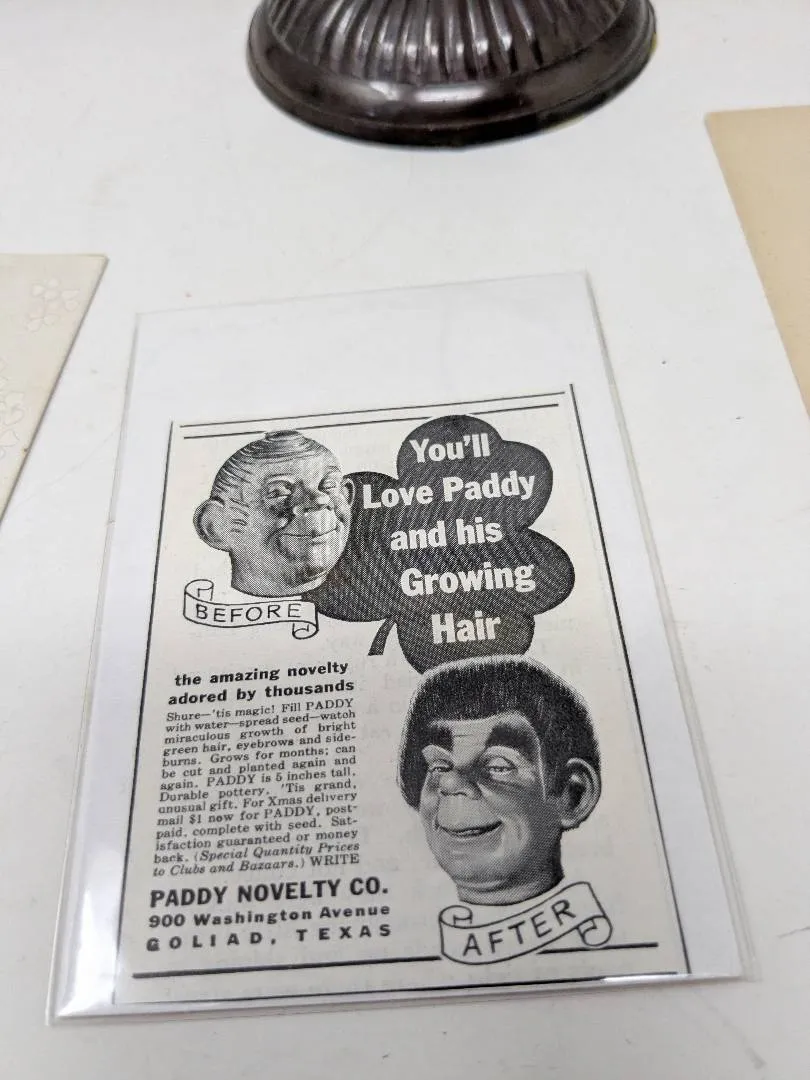 You'll
Love Paddy
and his
Growing
Hair
BEFORE
the amazing novelty
adored by thousands
Shure—'tis magic! Fill PADDY
with water—spread seed—watch
miraculous growth of bright
green hair, eyebrows and side-
burns. Grows for months; can
be cut and planted again and
again. PADDY is 5 inches tall.
Durable pottery. 'Tis grand,
unusual gift. For Xmas delivery
mail $1 now for PADDY, post-
paid, complete with seed. Sat-
isfaction guaranteed or money
back. (Special Quantity Prices
to Clubs and Bazaars.) WRITE
PADDY NOVELTY CO.
900 Washington Avenue
GOLIAD, TEXAS
AFTER